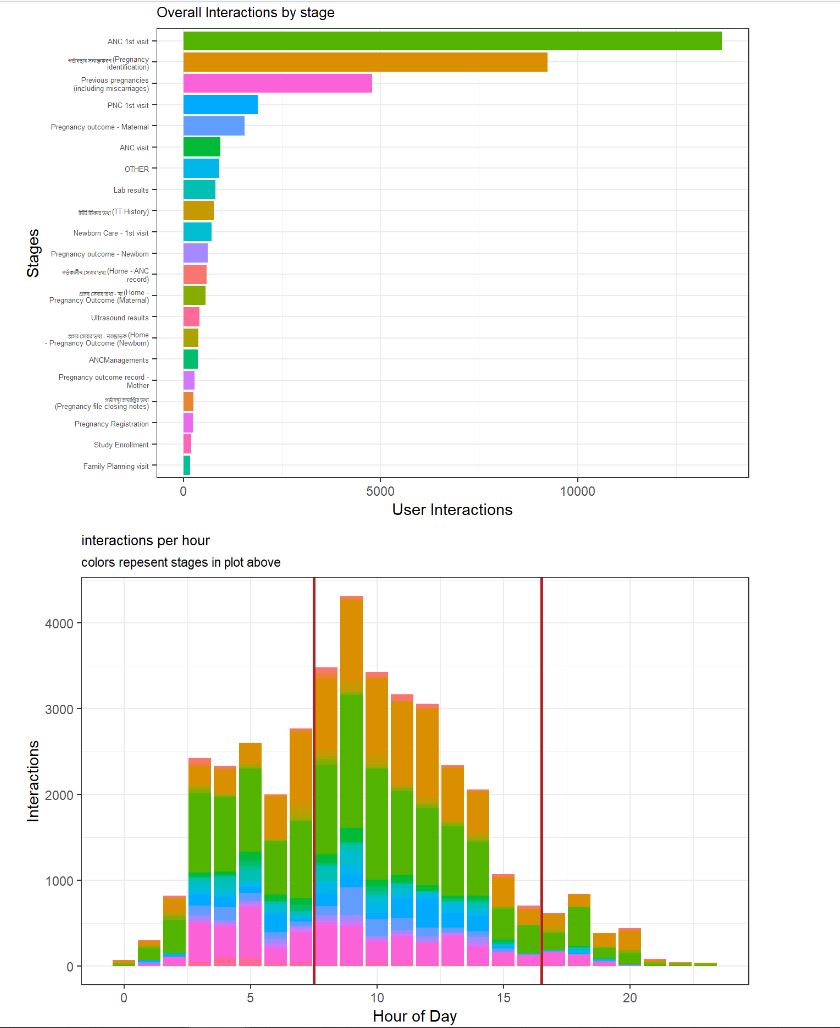 Overall Interactions by stage
ANC 1st visit
(Pregnancy
identification)
Previous pregnancies
(including miscarriages)
PNC 1st visit
Pregnancy outcome - Maternal
ANC visit
OTHER
Lab results
(TT History)
Newborn Care - 1st visit
Pregnancy outcome - Newborn
(Home - ANC
record)
(Home -
Pregnancy Outcome (Maternal)
Ultrasound results
(Home
- Pregnancy Outcome (Newborn)
ANCManagements
Pregnancy outcome record -
Mother
(Pregnancy file closing notes)
Pregnancy Registration
Study Enrollment
Family Planning visit
Stages
0 5000 10000
User Interactions
interactions per hour
colors repesent stages in plot above
4000
3000
2000
1000
0
Interactions
0 5 10 15 20
Hour of Day